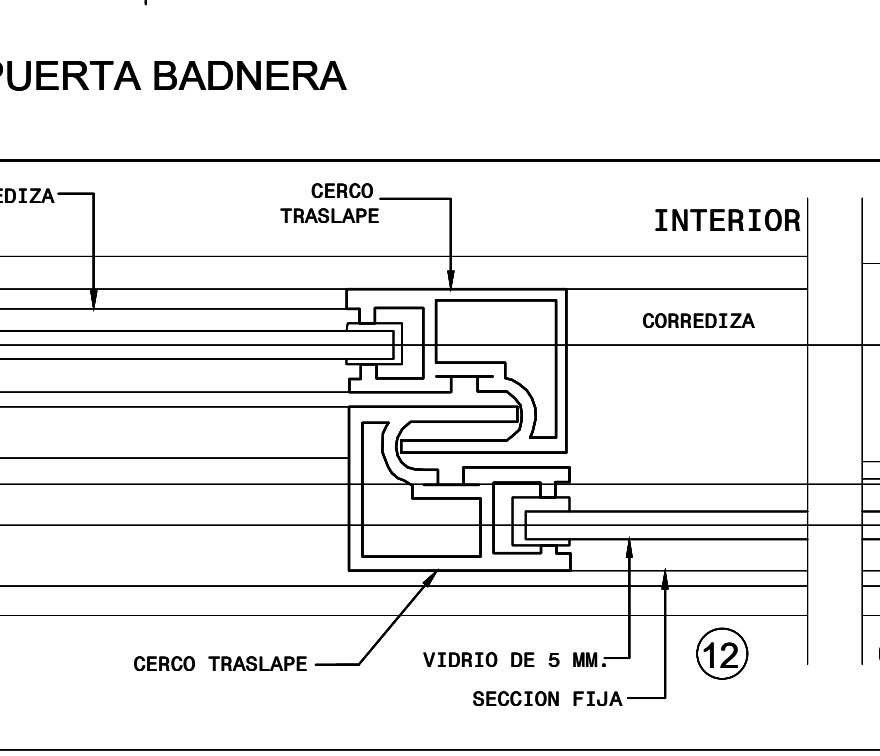 PUERTA BADNERA
EDIZA
CERCO
TRASLAPE
INTERIOR
CORREDIZA
CERCO TRASLAPE
VIDRIO DE 5 MM.
12
SECCION FIJA